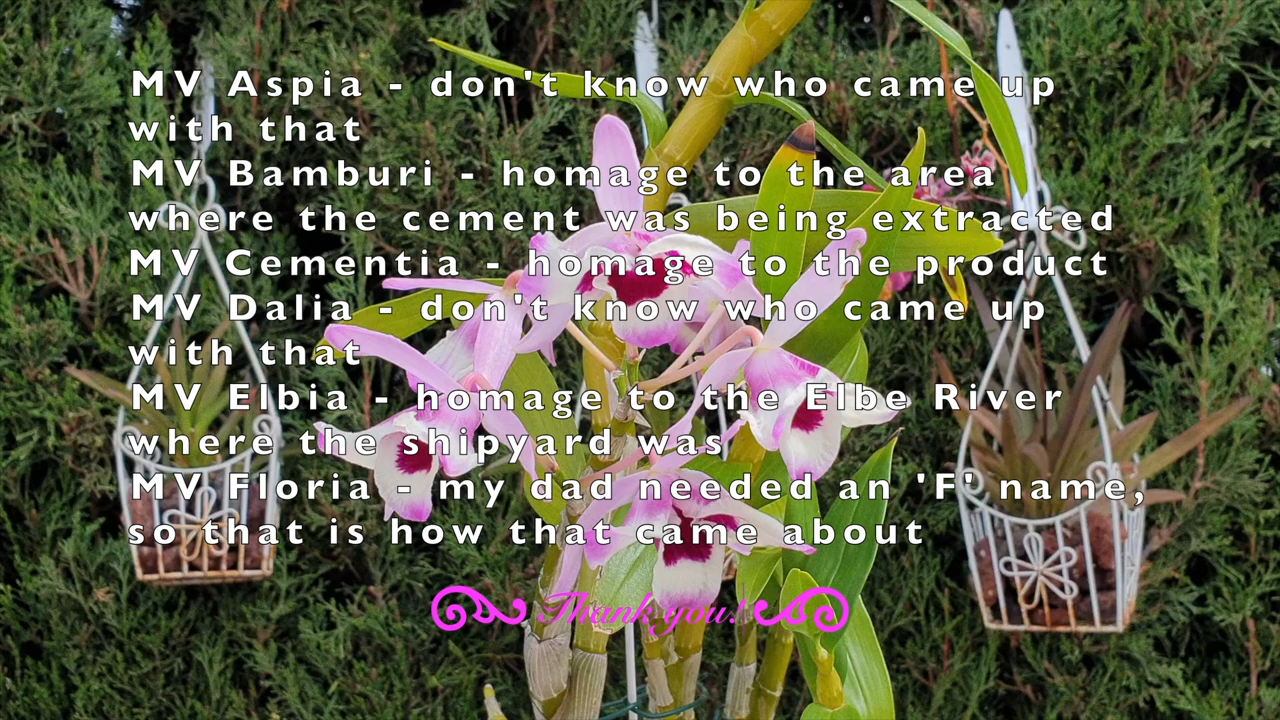 MV Aspia - don't know who came up
with that
MV Bamburi - homage to the area
where the cement was being extracted
MV Cementia - homage to the product
MV Dalia - don't know who came up
with that
MV Elbia - homage to the Elbe River
where the shipyard was
MV Floria - my dad needed an 'F' name,
so that is how that came about
Thank you!